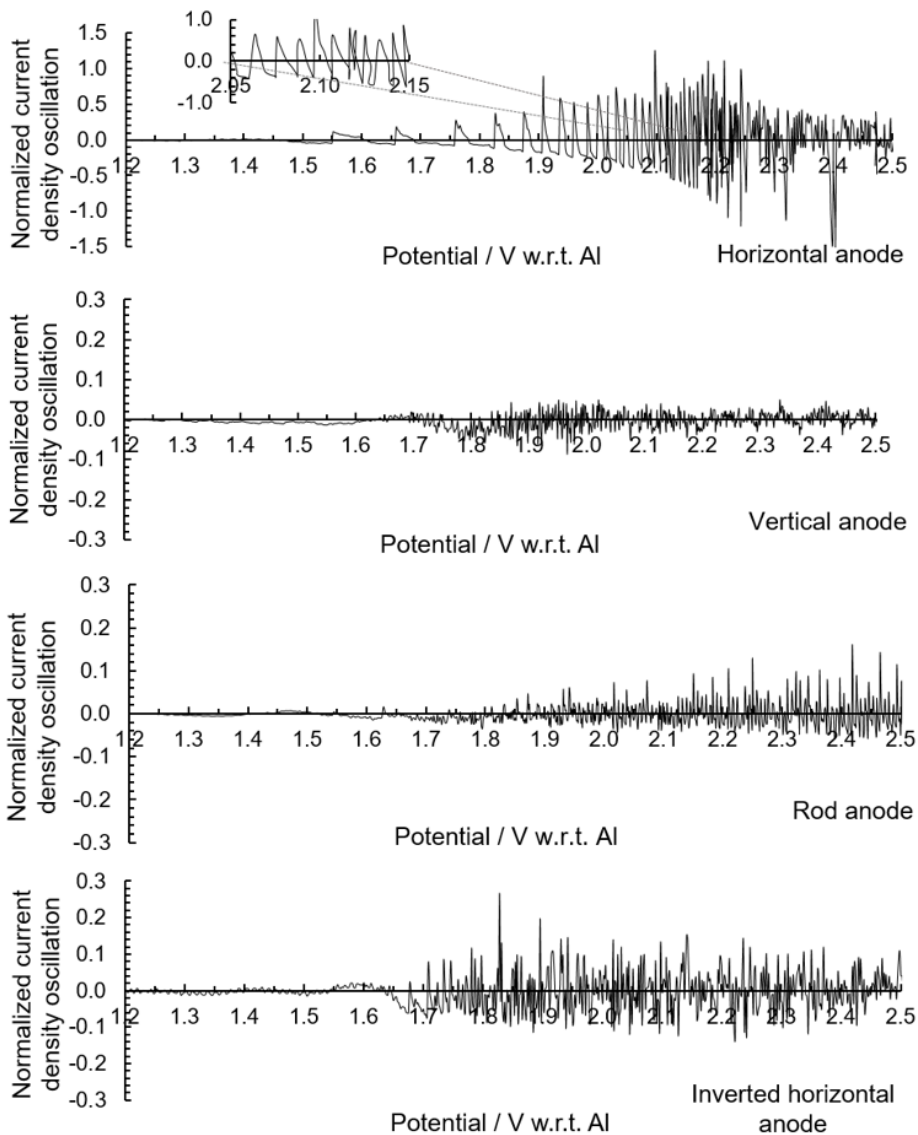 1.0
0.0
-1.0
2.05
2.10
2.15
Normalized current
density oscillation
1.5
1.0
0.5
0.0
-0.5
-1.0
-1.5
1.2 1.3 1.4 1.5 1.6 1.7 1.8 1.9 2.0 2.1 2.2 2.3 2.4 2.5
Potential / V w.r.t. Al
Horizontal anode
Normalized current
density oscillation
0.3
0.2
0.1
0.0
-0.1
-0.2
-0.3
1.2 1.3 1.4 1.5 1.6 1.7 1.8 1.9 2.0 2.1 2.2 2.3 2.4 2.5
Potential / V w.r.t. Al
Vertical anode
Normalized current
density oscillation
0.3
0.2
0.1
0.0
-0.1
-0.2
-0.3
1.2 1.3 1.4 1.5 1.6 1.7 1.8 1.9 2.0 2.1 2.2 2.3 2.4 2.5
Potential / V w.r.t. Al
Rod anode
Normalized current
density oscillation
0.3
0.2
0.1
0.0
-0.1
-0.2
-0.3
1.2 1.3 1.4 1.5 1.6 1.7 1.8 1.9 2.0 2.1 2.2 2.3 2.4 2.5
Potential / V w.r.t. Al
Inverted horizontal
anode